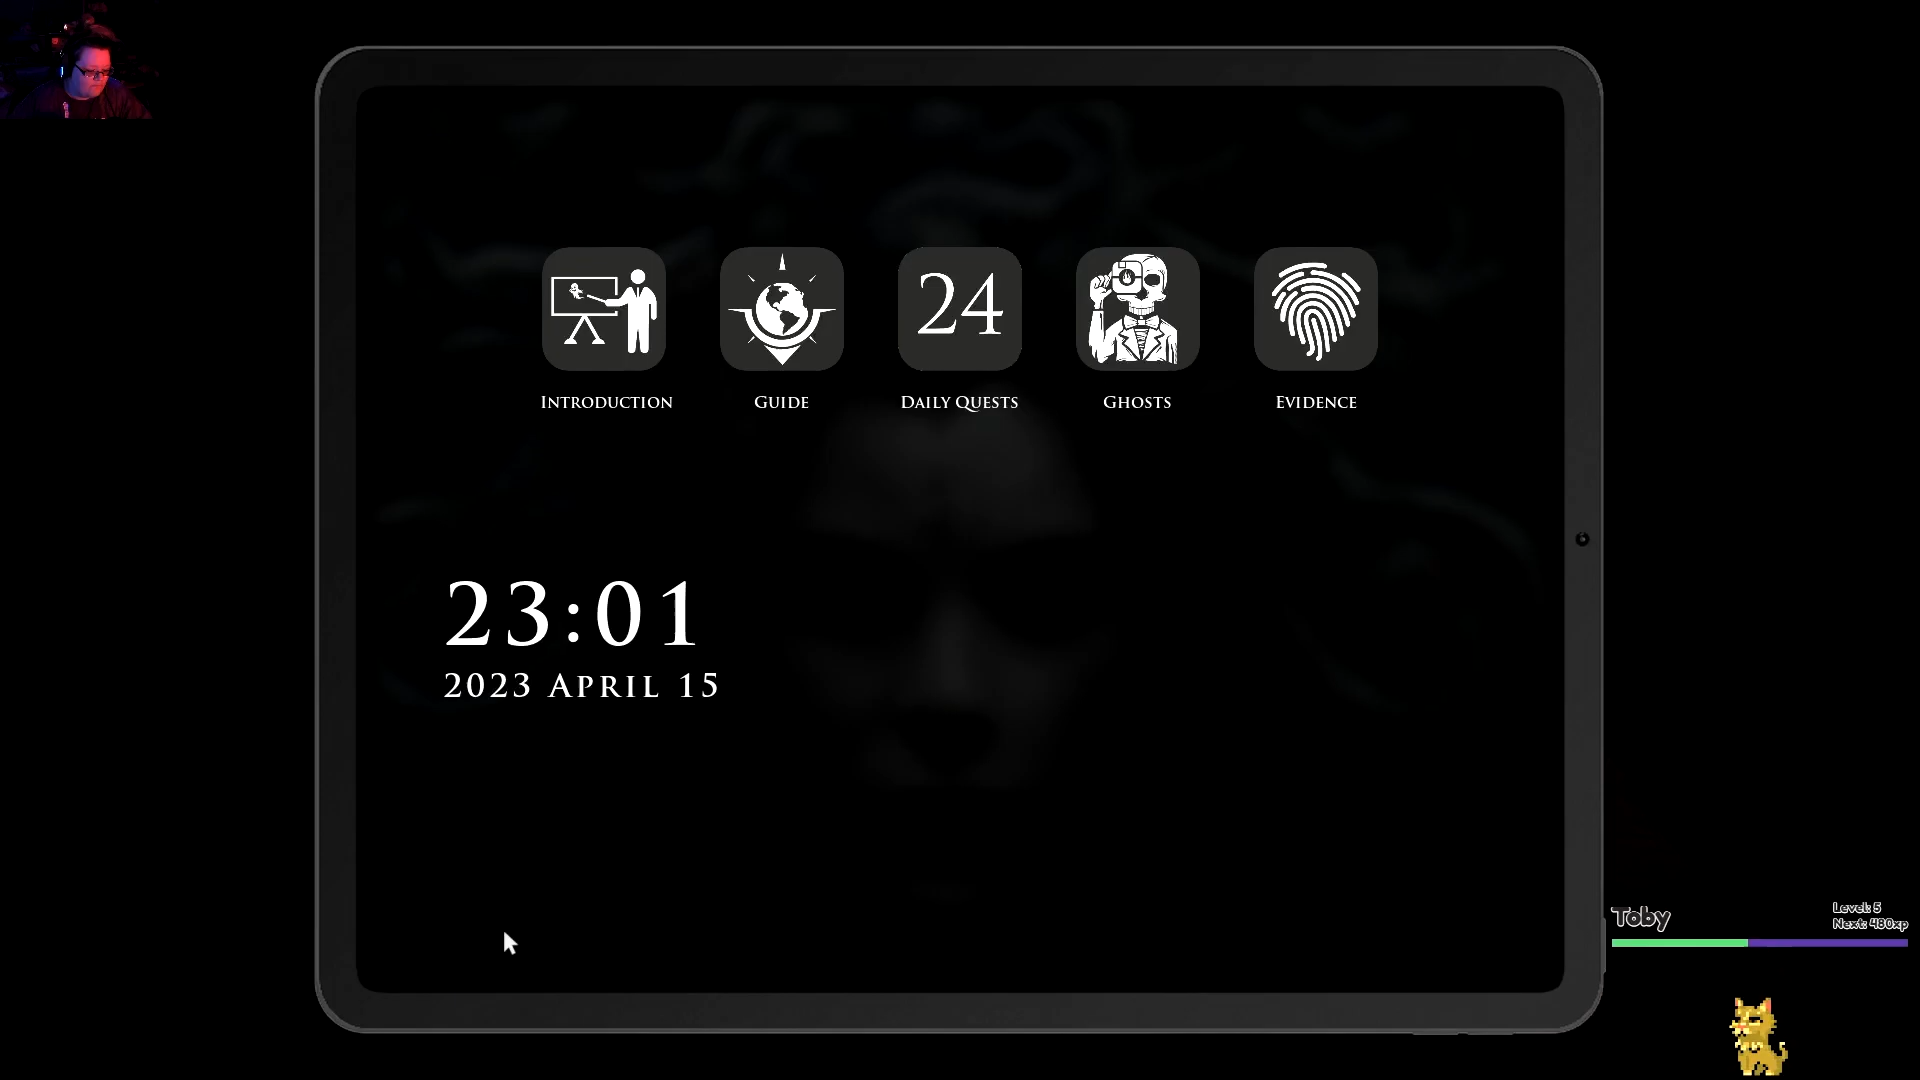 24
Introduction
Guide
Daily Quests
Ghosts
Evidence
23:01
2023 April 15
Toby
Level: 5
Next: 480xp